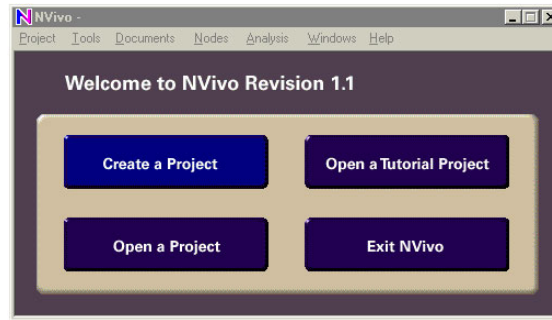 NVivo -
Project Tools Documents Nodes Analysis Windows Help
Welcome to NVivo Revision 1.1
Create a Project Open a Tutorial Project
Open a Project Exit NVivo